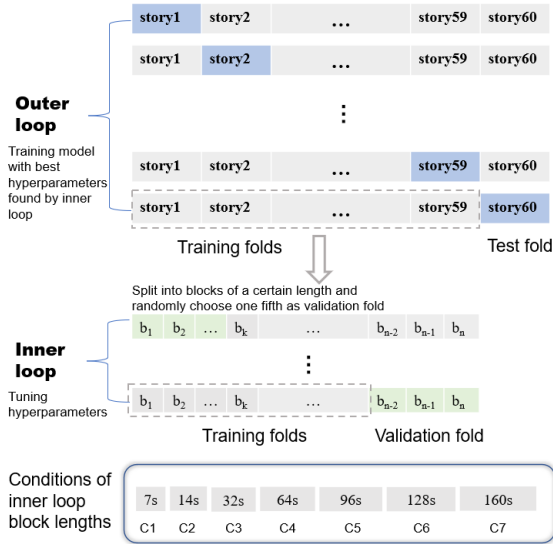 story1 story2 ... story59 story60
story1 story2 ... story59 story60
⋮
Outer
loop
Training model
with best
hyperparameters
found by inner
loop
story1 story2 ... story59 story60
story1 story2 ... story59 story60
Training folds Test fold
Split into blocks of a certain length and
randomly choose one fifth as validation fold
b1 b2 ... bk ... bn-2 bn-1 bn
⋮
Inner
loop
Tuning
hyperparameters
b1 b2 ... bk ... bn-2 bn-1 bn
Training folds Validation fold
Conditions of
inner loop
block lengths
7s 14s 32s 64s 96s 128s 160s
C1 C2 C3 C4 C5 C6 C7